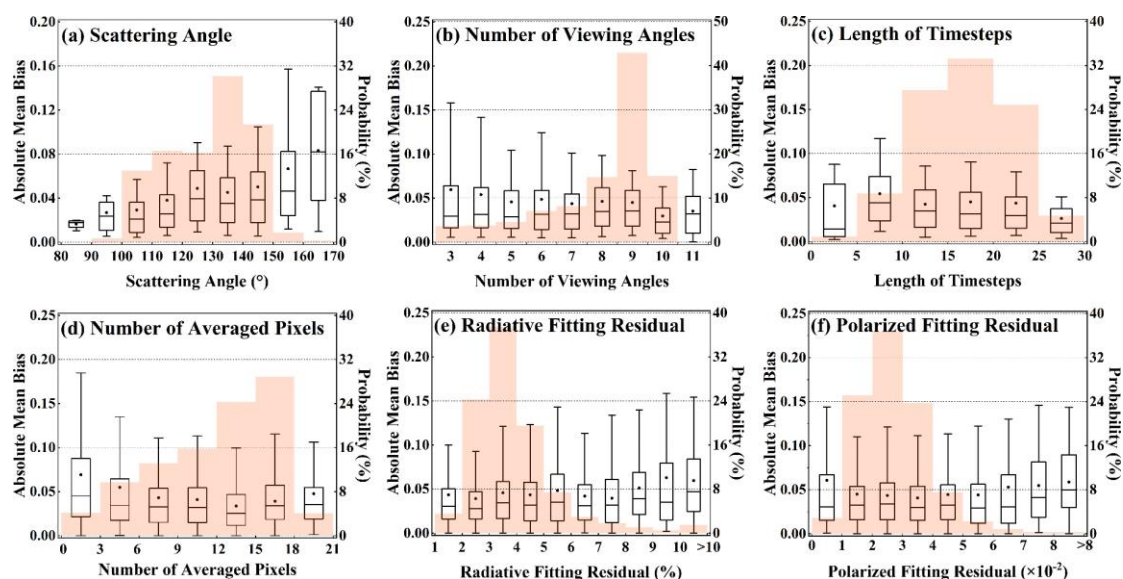 (a) Scattering Angle
Absolute Mean Bias
0.20
0.16
0.12
0.08
0.04
0.00
40
32
24
16
8
0
Probability (%)
80 90 100 110 120 130 140 150 160 170
Scattering Angle (°)
(b) Number of Viewing Angles
Absolute Mean Bias
0.25
0.20
0.15
0.10
0.05
0.00
50
40
30
20
10
0
Probability (%)
3 4 5 6 7 8 9 10 11
Number of Viewing Angles
(c) Length of Timesteps
Absolute Mean Bias
0.25
0.20
0.15
0.10
0.05
0.00
40
32
24
16
8
0
Probability (%)
0 5 10 15 20 25 30
Length of Timesteps
(d) Number of Averaged Pixels
Absolute Mean Bias
0.25
0.20
0.15
0.10
0.05
0.00
40
32
24
16
8
0
Probability (%)
0 3 6 9 12 15 18 21
Number of Averaged Pixels
(e) Radiative Fitting Residual
Absolute Mean Bias
0.25
0.20
0.15
0.10
0.05
0.00
40
32
24
16
8
0
Probability (%)
1 2 3 4 5 6 7 8 9 10 >10
Radiative Fitting Residual (%)
(f) Polarized Fitting Residual
Absolute Mean Bias
0.25
0.20
0.15
0.10
0.05
0.00
40
32
24
16
8
0
Probability (%)
0 1 2 3 4 5 6 7 8 >8
Polarized Fitting Residual (×10-2)